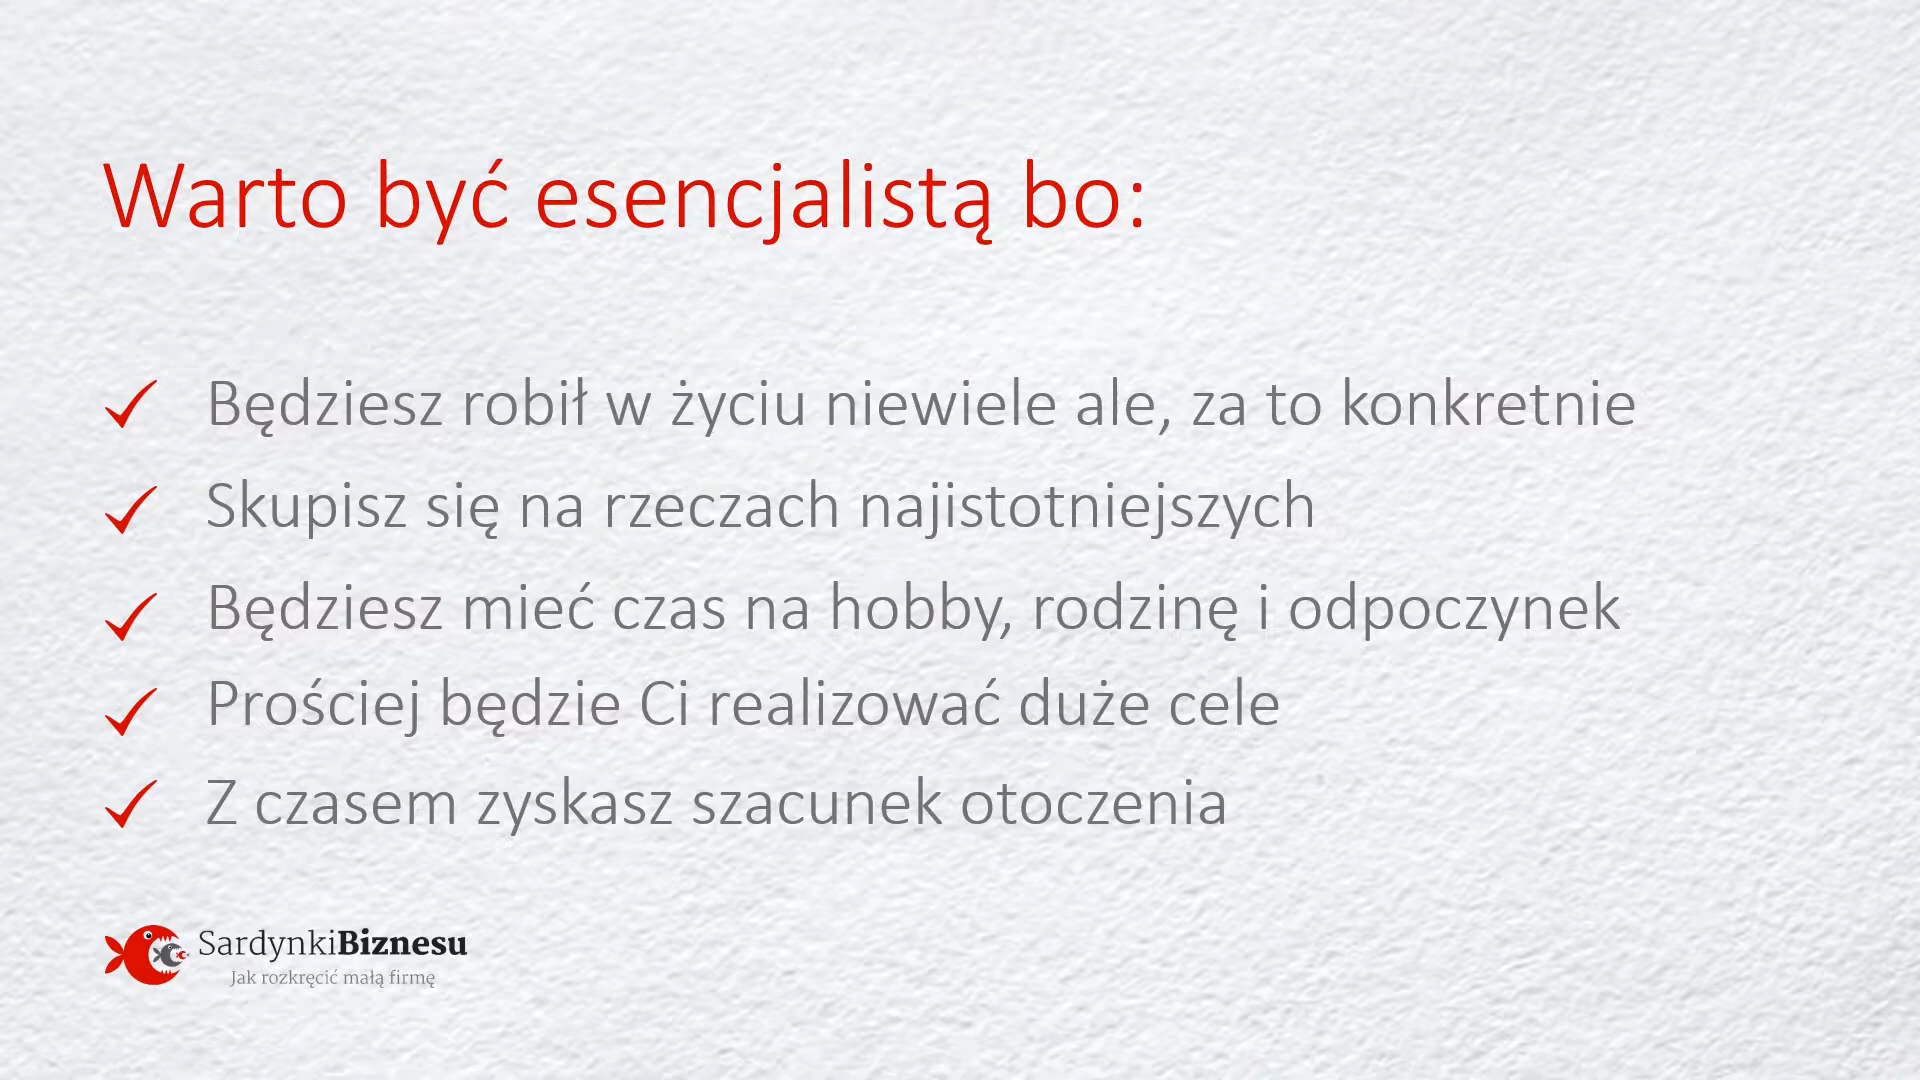 Warto być esencjalistą bo:
Będziesz robił w życiu niewiele ale, za to konkretnie
Skupisz się na rzeczach najistotniejszych
Będziesz mieć czas na hobby, rodzinę i odpoczynek
Prościej będzie Ci realizować duże cele
Z czasem zyskasz szacunek otoczenia
SardynkiBiznesu
Jak rozkręcić małą firmę